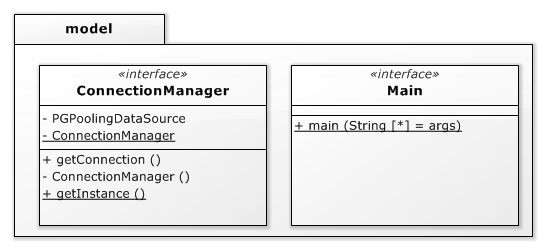 model
«interface»
ConnectionManager
- PGPoolingDataSource
- ConnectionManager
+ getConnection ()
- ConnectionManager ()
+ getInstance ()
«interface»
Main
+ main (String [*] = args)